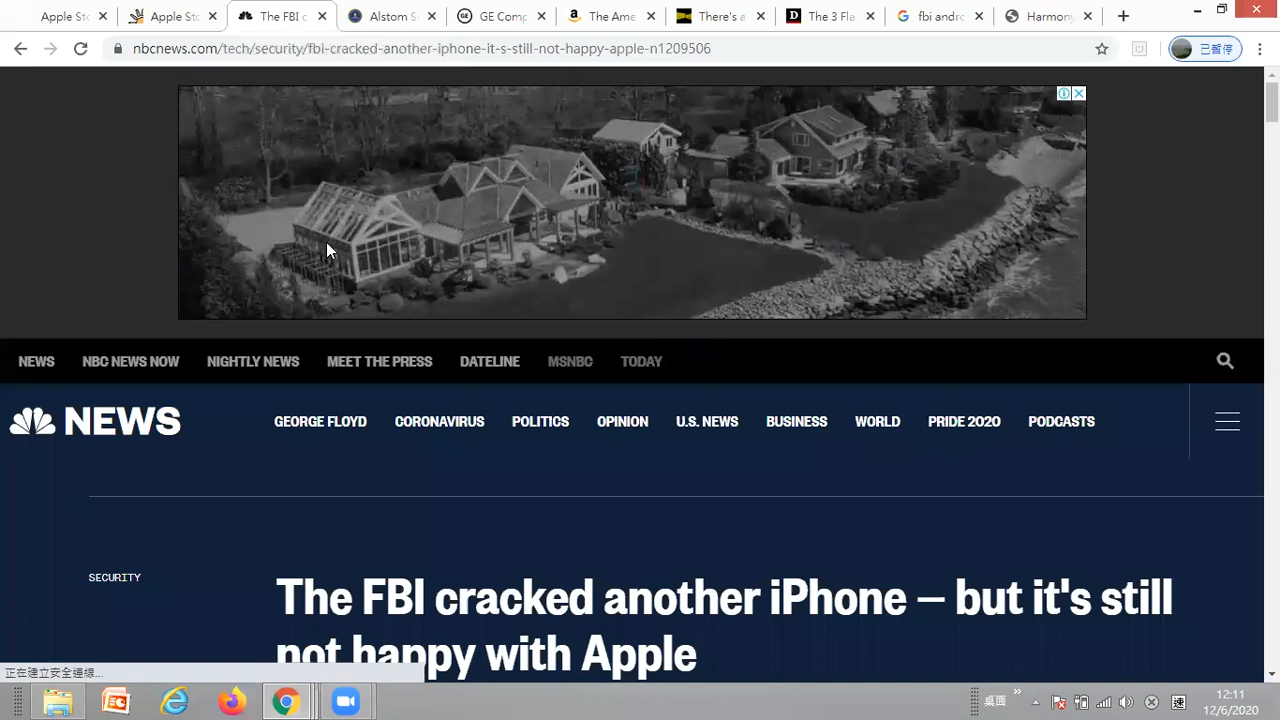 Apple St
Apple St
The FBI c
Alstom S
GE Comp
The Ame
There's a
The 3 Fla
fbi andr
Harmony
nbcnews.com/tech/security/fbi-cracked-another-iphone-it-s-still-not-happy-apple-n1209506
已暫停
NEWS NBC NEWS NOW NIGHTLY NEWS MEET THE PRESS DATELINE MSNBC TODAY
NEWS
GEORGE FLOYD CORONAVIRUS POLITICS OPINION U.S. NEWS BUSINESS WORLD PRIDE 2020 PODCASTS
SECURITY
The FBI cracked another iPhone — but it's still
not happy with Apple
正在建立安全連線...
桌面
12:11
12/6/2020